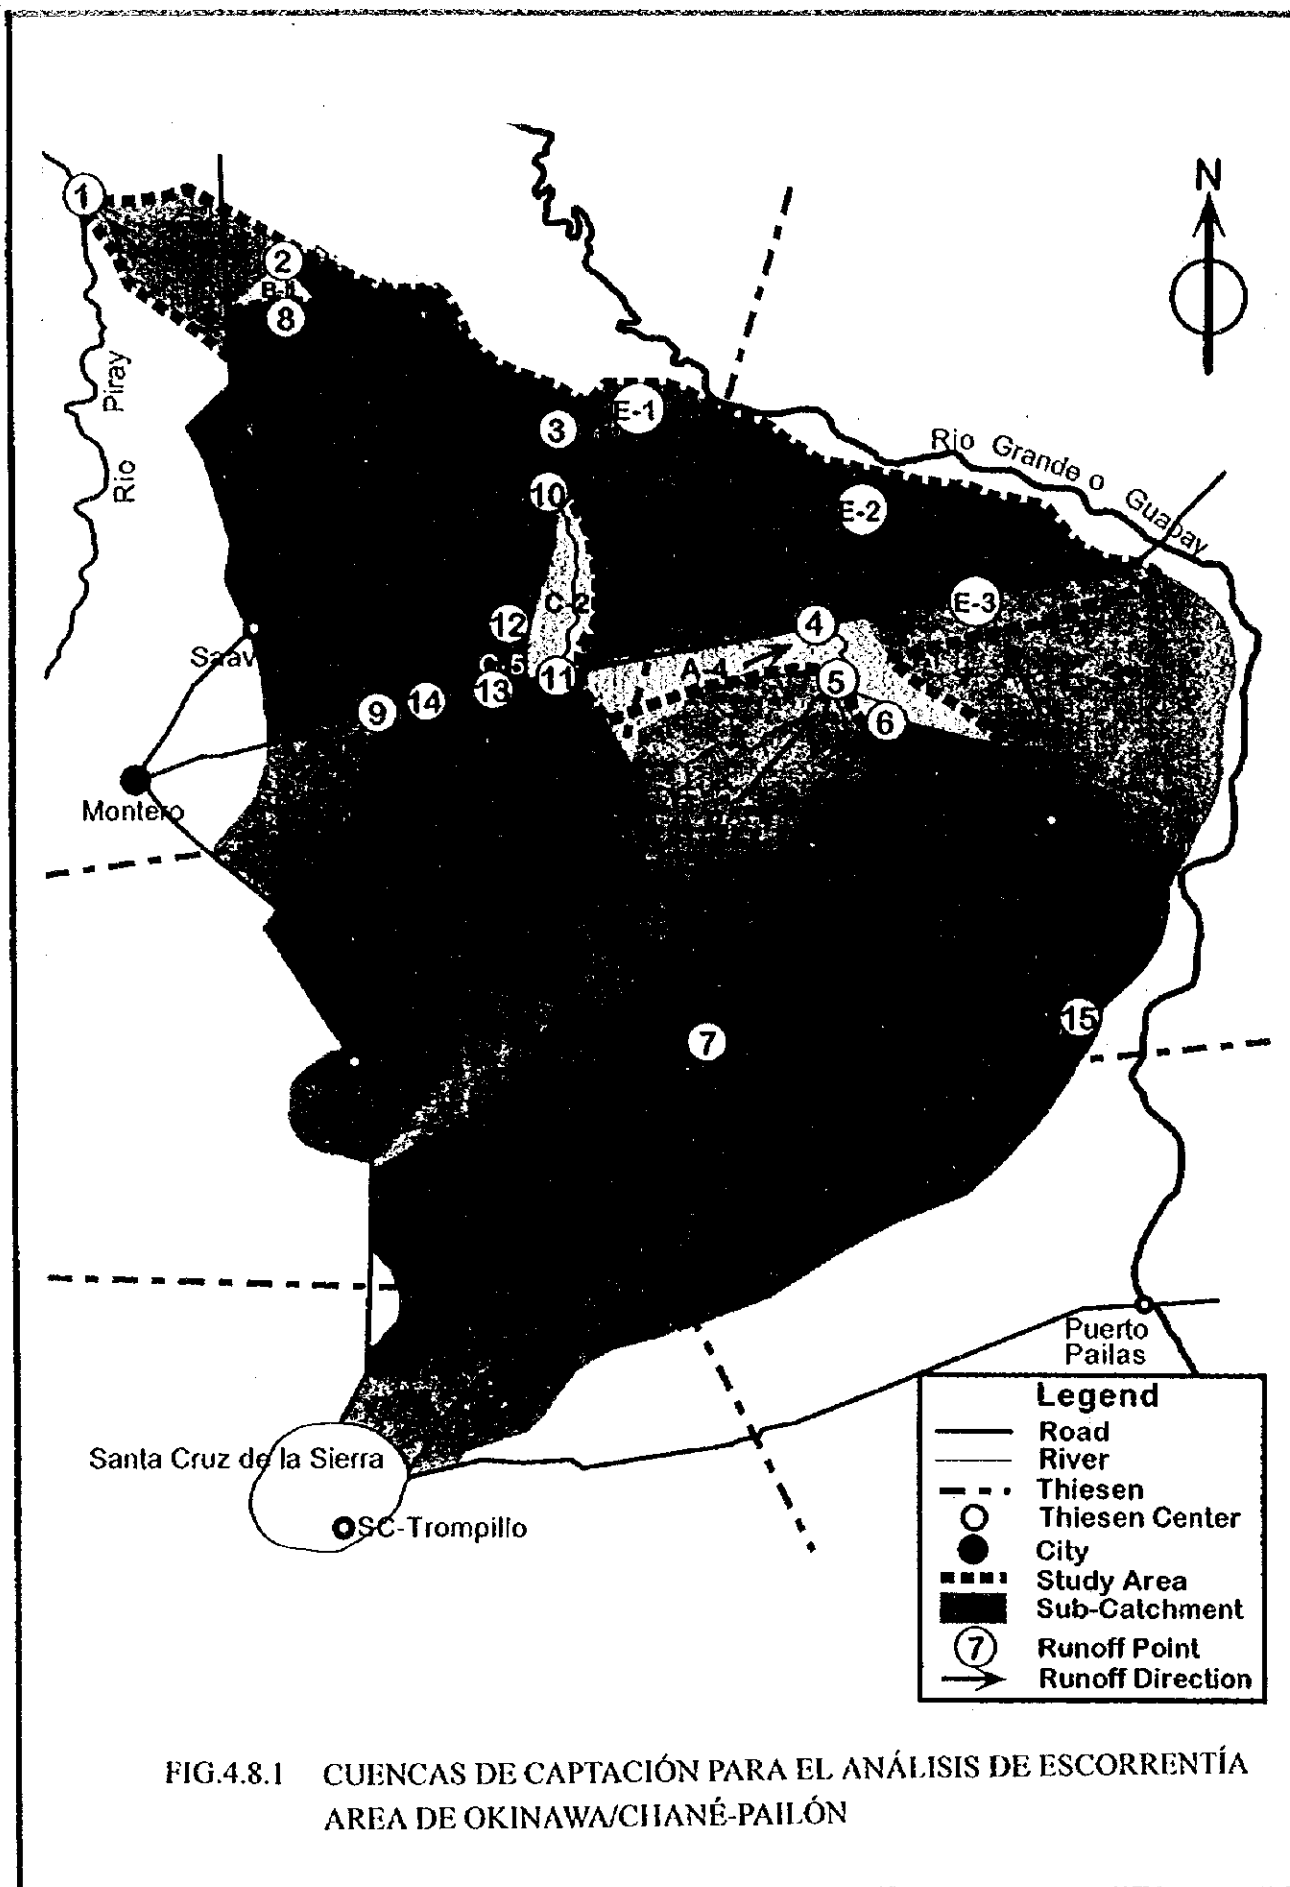 N
1
2
B-1
8
Rio Piray
3
E-1
Rio Grande o Guapay
10
E-2
C-2
E-3
12
4
Saav
C-5
11
A-4
5
13
14
9
6
Montero
15
7
Puerto
Pailas
Santa Cruz de la Sierra
SC-Trompillo
Legend
Road
River
Thiesen
Thiesen Center
City
Study Area
Sub-Catchment
7 Runoff Point
Runoff Direction
FIG.4.8.1 CUENCAS DE CAPTACIÓN PARA EL ANÁLISIS DE ESCORRENTÍA
AREA DE OKINAWA/CHANÉ-PAILÓN